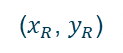 (x_R, y_R)